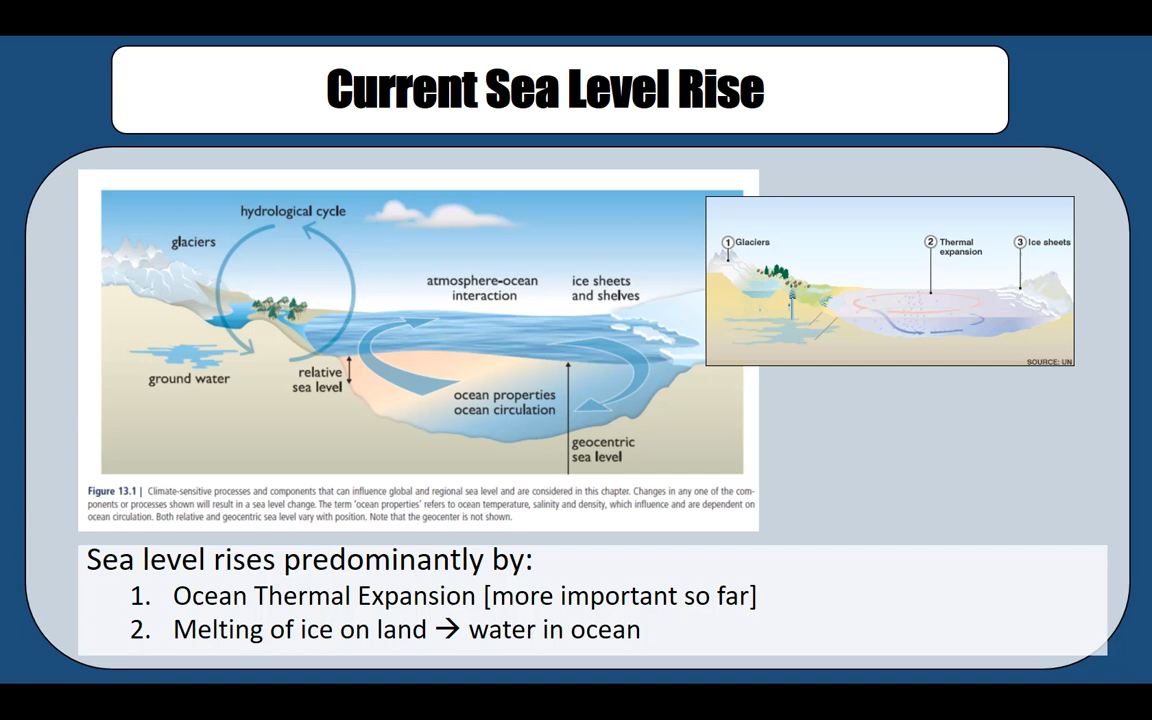 Current Sea Level Rise
hydrological cycle
glaciers
atmosphere-ocean
interaction
ice sheets
and shelves
ground water
relative
sea level
ocean properties
ocean circulation
geocentric
sea level
1 Glaciers
2 Thermal
expansion
3 Ice sheets
SOURCE: UN
Figure 13.1 | Climate-sensitive processes and components that can influence global and regional sea level and are considered in this chapter. Changes in any one of the com-
ponents or processes shown will result in a sea level change. The term 'ocean properties' refers to ocean temperature, salinity and density, which influence and are dependent on
ocean circulation. Both relative and geocentric sea level vary with position. Note that the geocenter is not shown.
Sea level rises predominantly by:
1. Ocean Thermal Expansion [more important so far]
2. Melting of ice on land → water in ocean